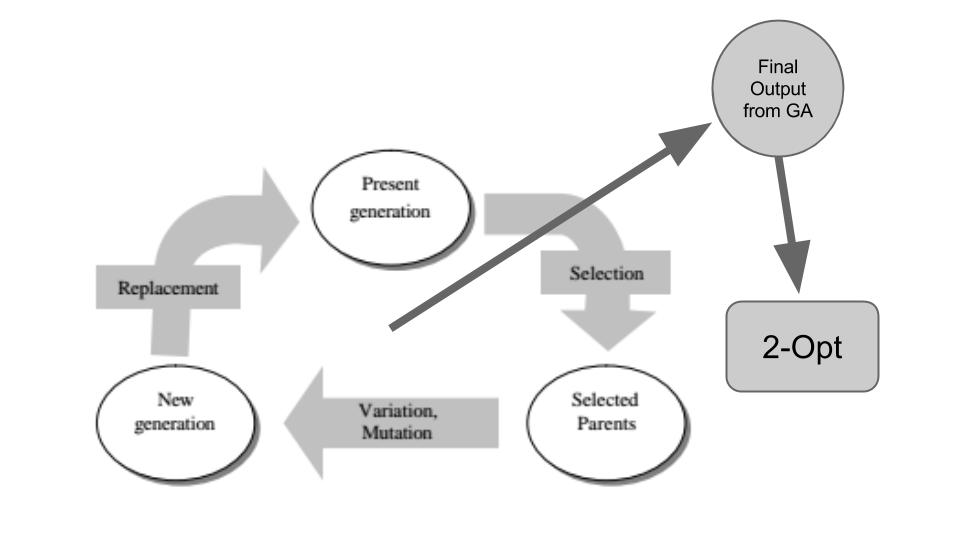 Final
Output
from GA
Present
generation
Replacement
Selection
2-Opt
New
generation
Variation,
Mutation
Selected
Parents